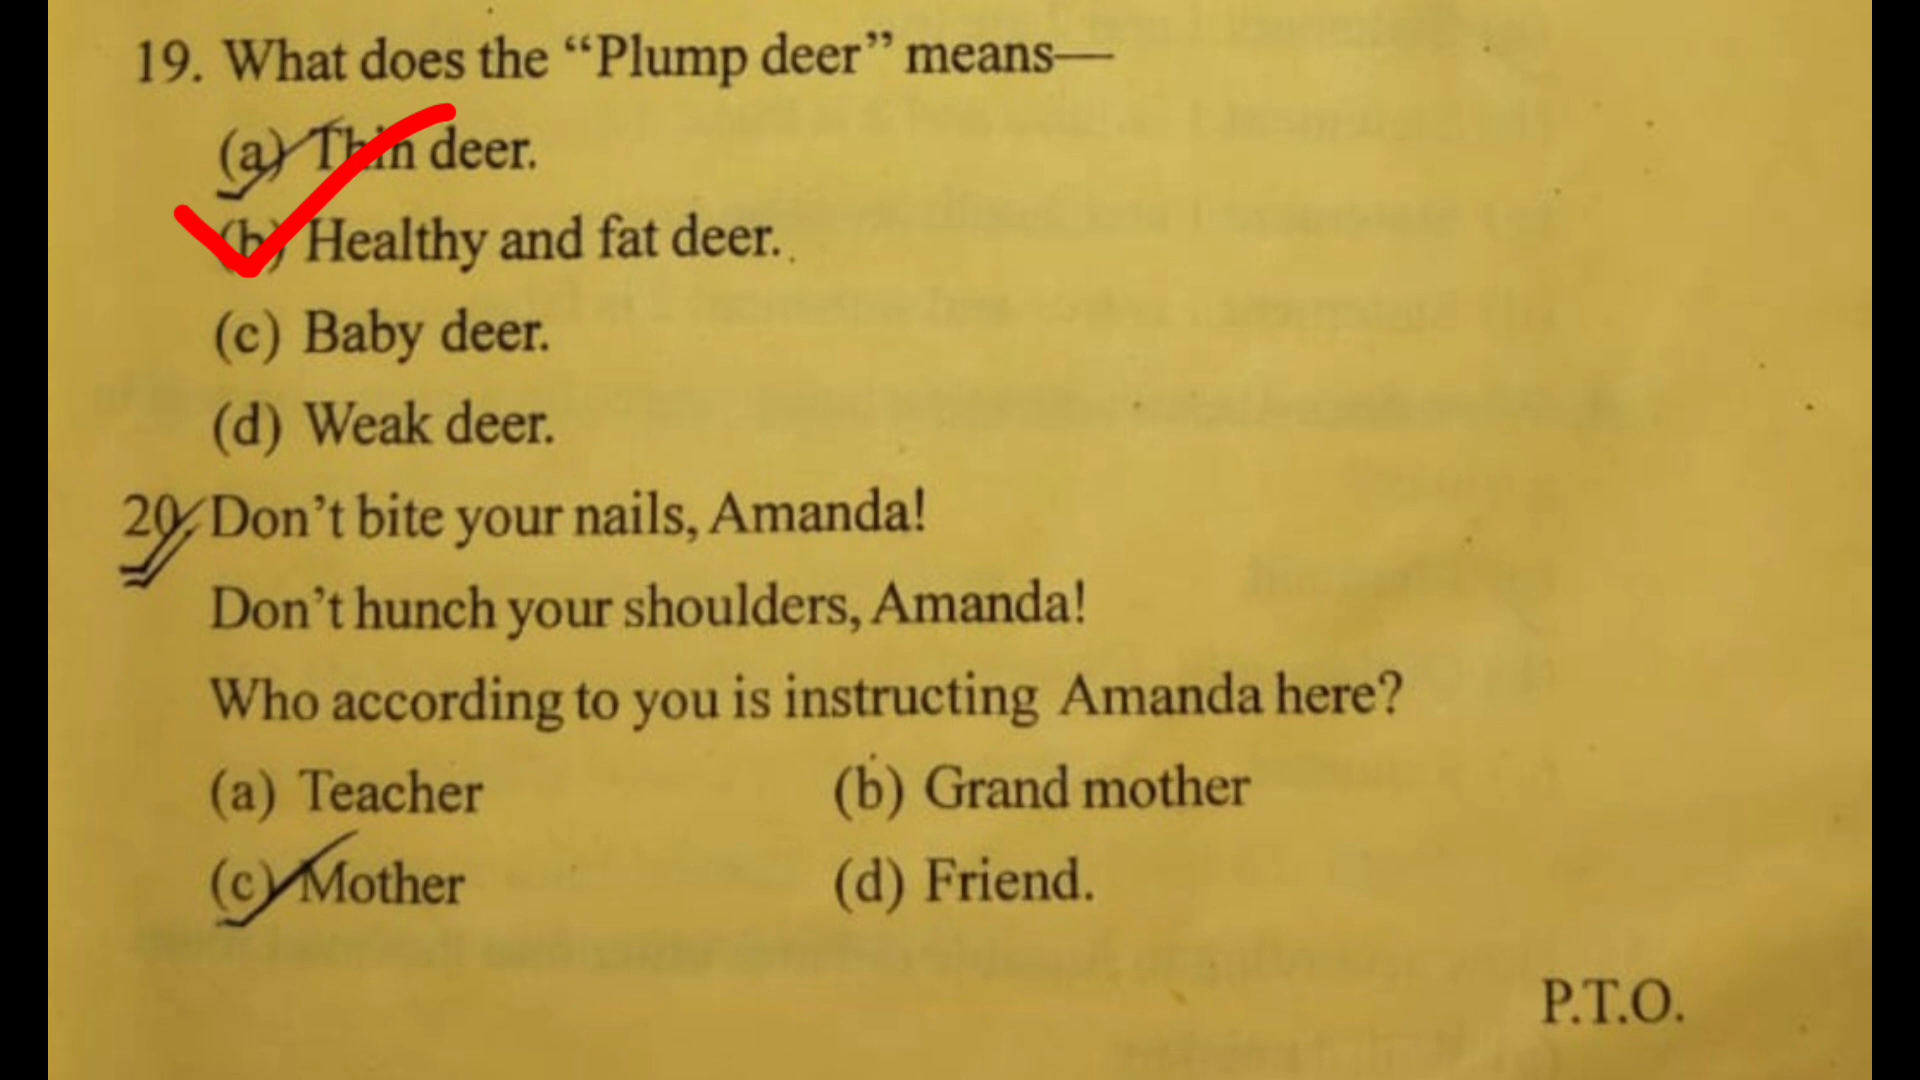 19. What does the “Plump deer” means—
(a) Thin deer.
(b) Healthy and fat deer.
(c) Baby deer.
(d) Weak deer.
20. Don’t bite your nails, Amanda!
Don’t hunch your shoulders, Amanda!
Who according to you is instructing Amanda here?
(a) Teacher (b) Grand mother
(c) Mother (d) Friend.
P.T.O.